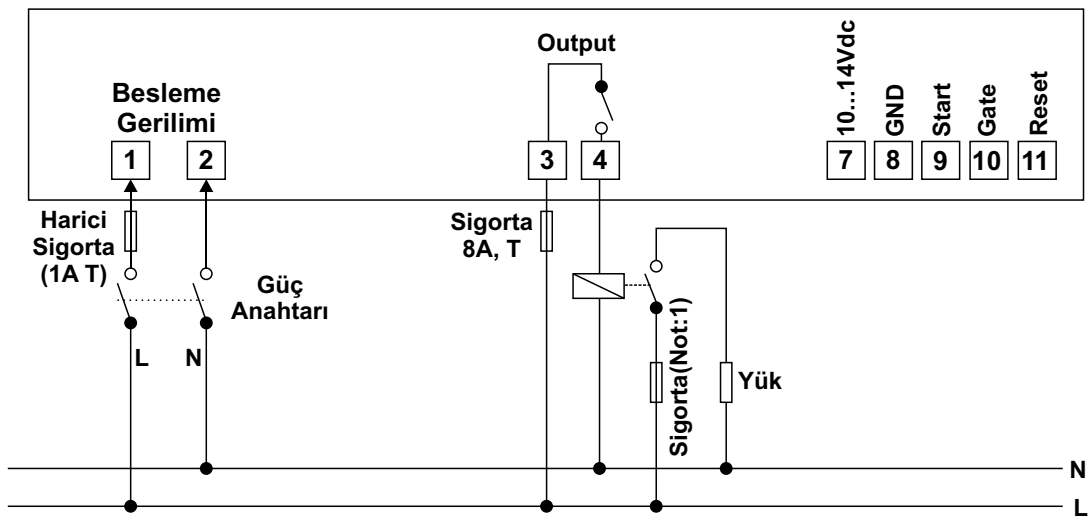 Output
Besleme
Gerilimi
10...14Vdc
GND
Start
Gate
Reset
1
2
3
4
7
8
9
10
11
Harici
Sigorta
(1A T)
Güç
Anahtarı
L
N
Sigorta
8A, T
Sigorta(Not:1)
Yük
N
L